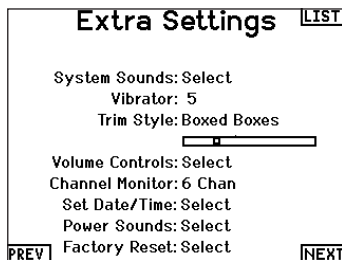 Extra Settings
LIST
System Sounds: Select
Vibrator: 5
Trim Style: Boxed Boxes
Volume Controls: Select
Channel Monitor: 6 Chan
Set Date/Time: Select
Power Sounds: Select
Factory Reset: Select
PREV
NEXT